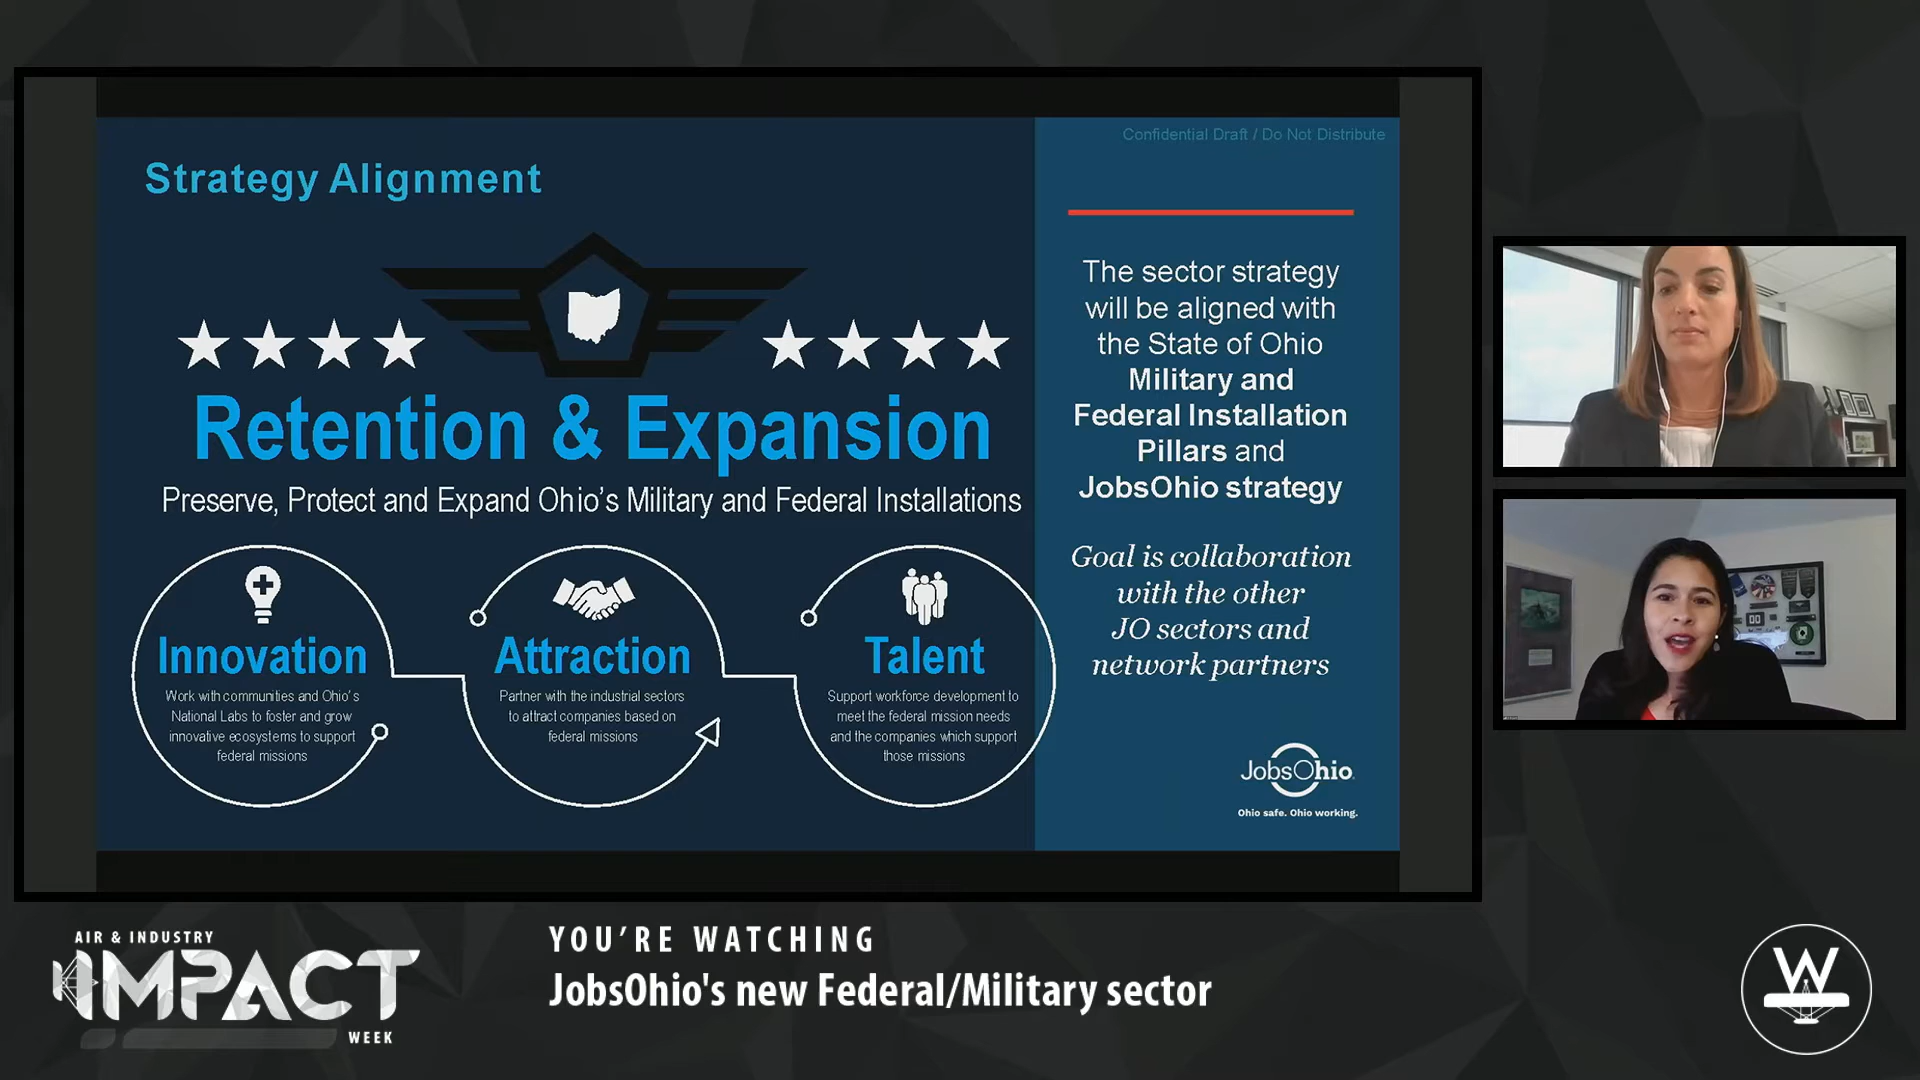 Confidential Draft / Do Not Distribute
Strategy Alignment
Retention & Expansion
Preserve, Protect and Expand Ohio's Military and Federal Installations
Innovation
Work with communities and Ohio's
National Labs to foster and grow
innovative ecosystems to support
federal missions
Attraction
Partner with the industrial sectors
to attract companies based on
federal missions
Talent
Support workforce development to
meet the federal mission needs
and the companies which support
those missions
The sector strategy
will be aligned with
the State of Ohio
Military and
Federal Installation
Pillars and
JobsOhio strategy
Goal is collaboration
with the other
JO sectors and
network partners
JobsOhio
Ohio safe. Ohio working.
AIR & INDUSTRY
IMPACT
WEEK
YOU'RE WATCHING
JobsOhio's new Federal/Military sector
W